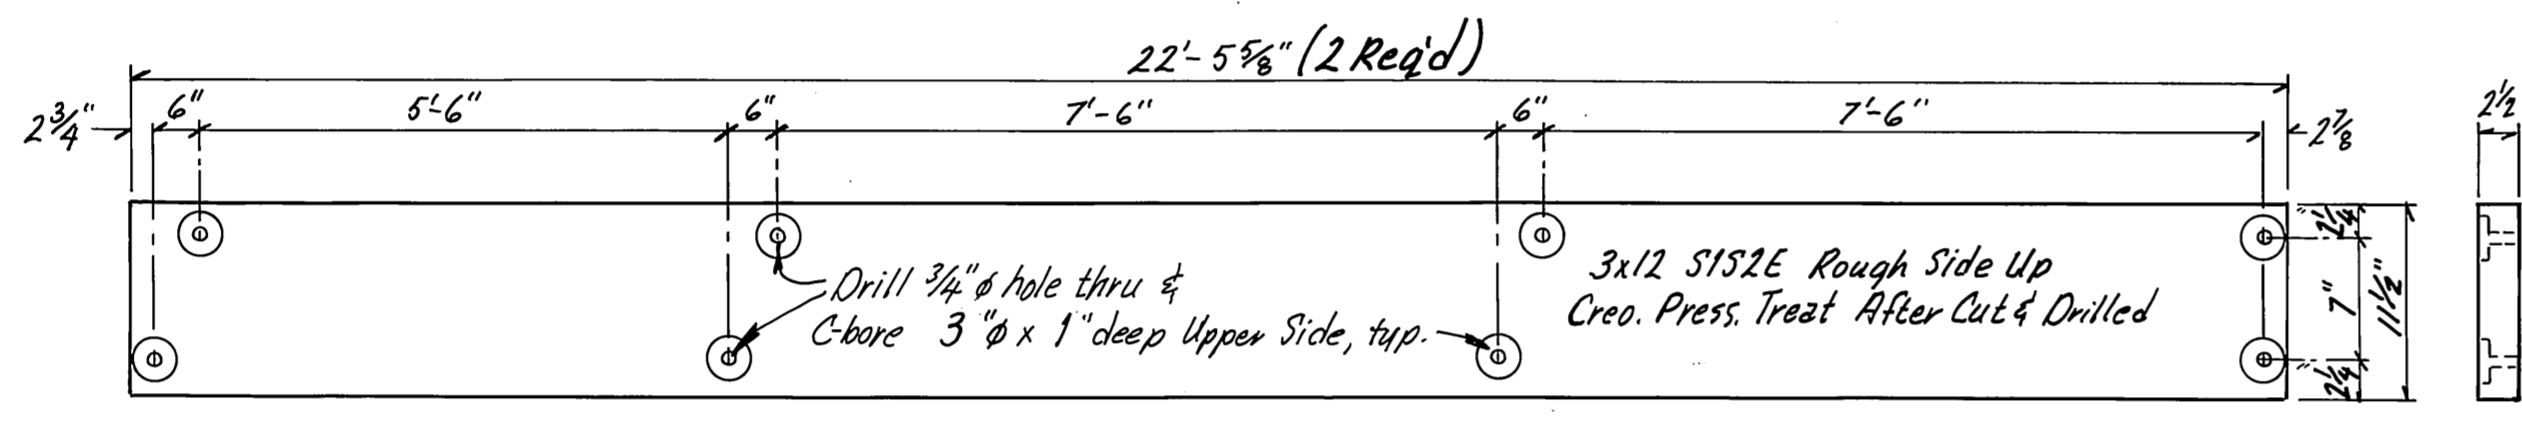 22'-5 5/8" (2 Req'd)
2 3/4" 6" 5'-6" 6" 7'-6" 6" 7'-6" 2 7/8 2 1/2
Drill 3/4"ø hole thru &
C-bore 3"ø x 1" deep Upper Side, typ.
3x12 S1S2E Rough Side Up
Creo. Press. Treat After Cut & Drilled
2 1/4"
7"
11 1/2"
2 1/4"